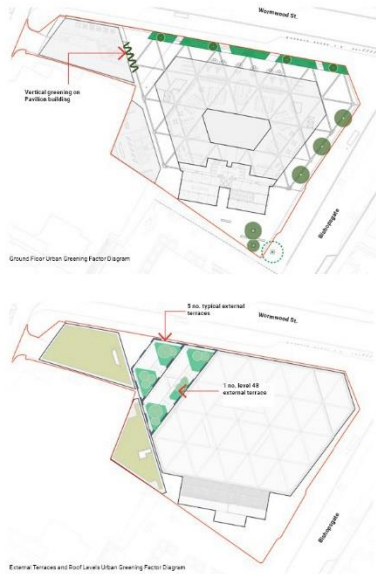 Wormwood St.
Vertical greening on
Pavilion building
Bishopsgate
Ground Floor Urban Greening Factor Diagram
5 no. typical external
terraces
Wormwood St.
1 no. level 48
external terrace
Bishopsgate
External Terraces and Roof Levels Urban Greening Factor Diagram